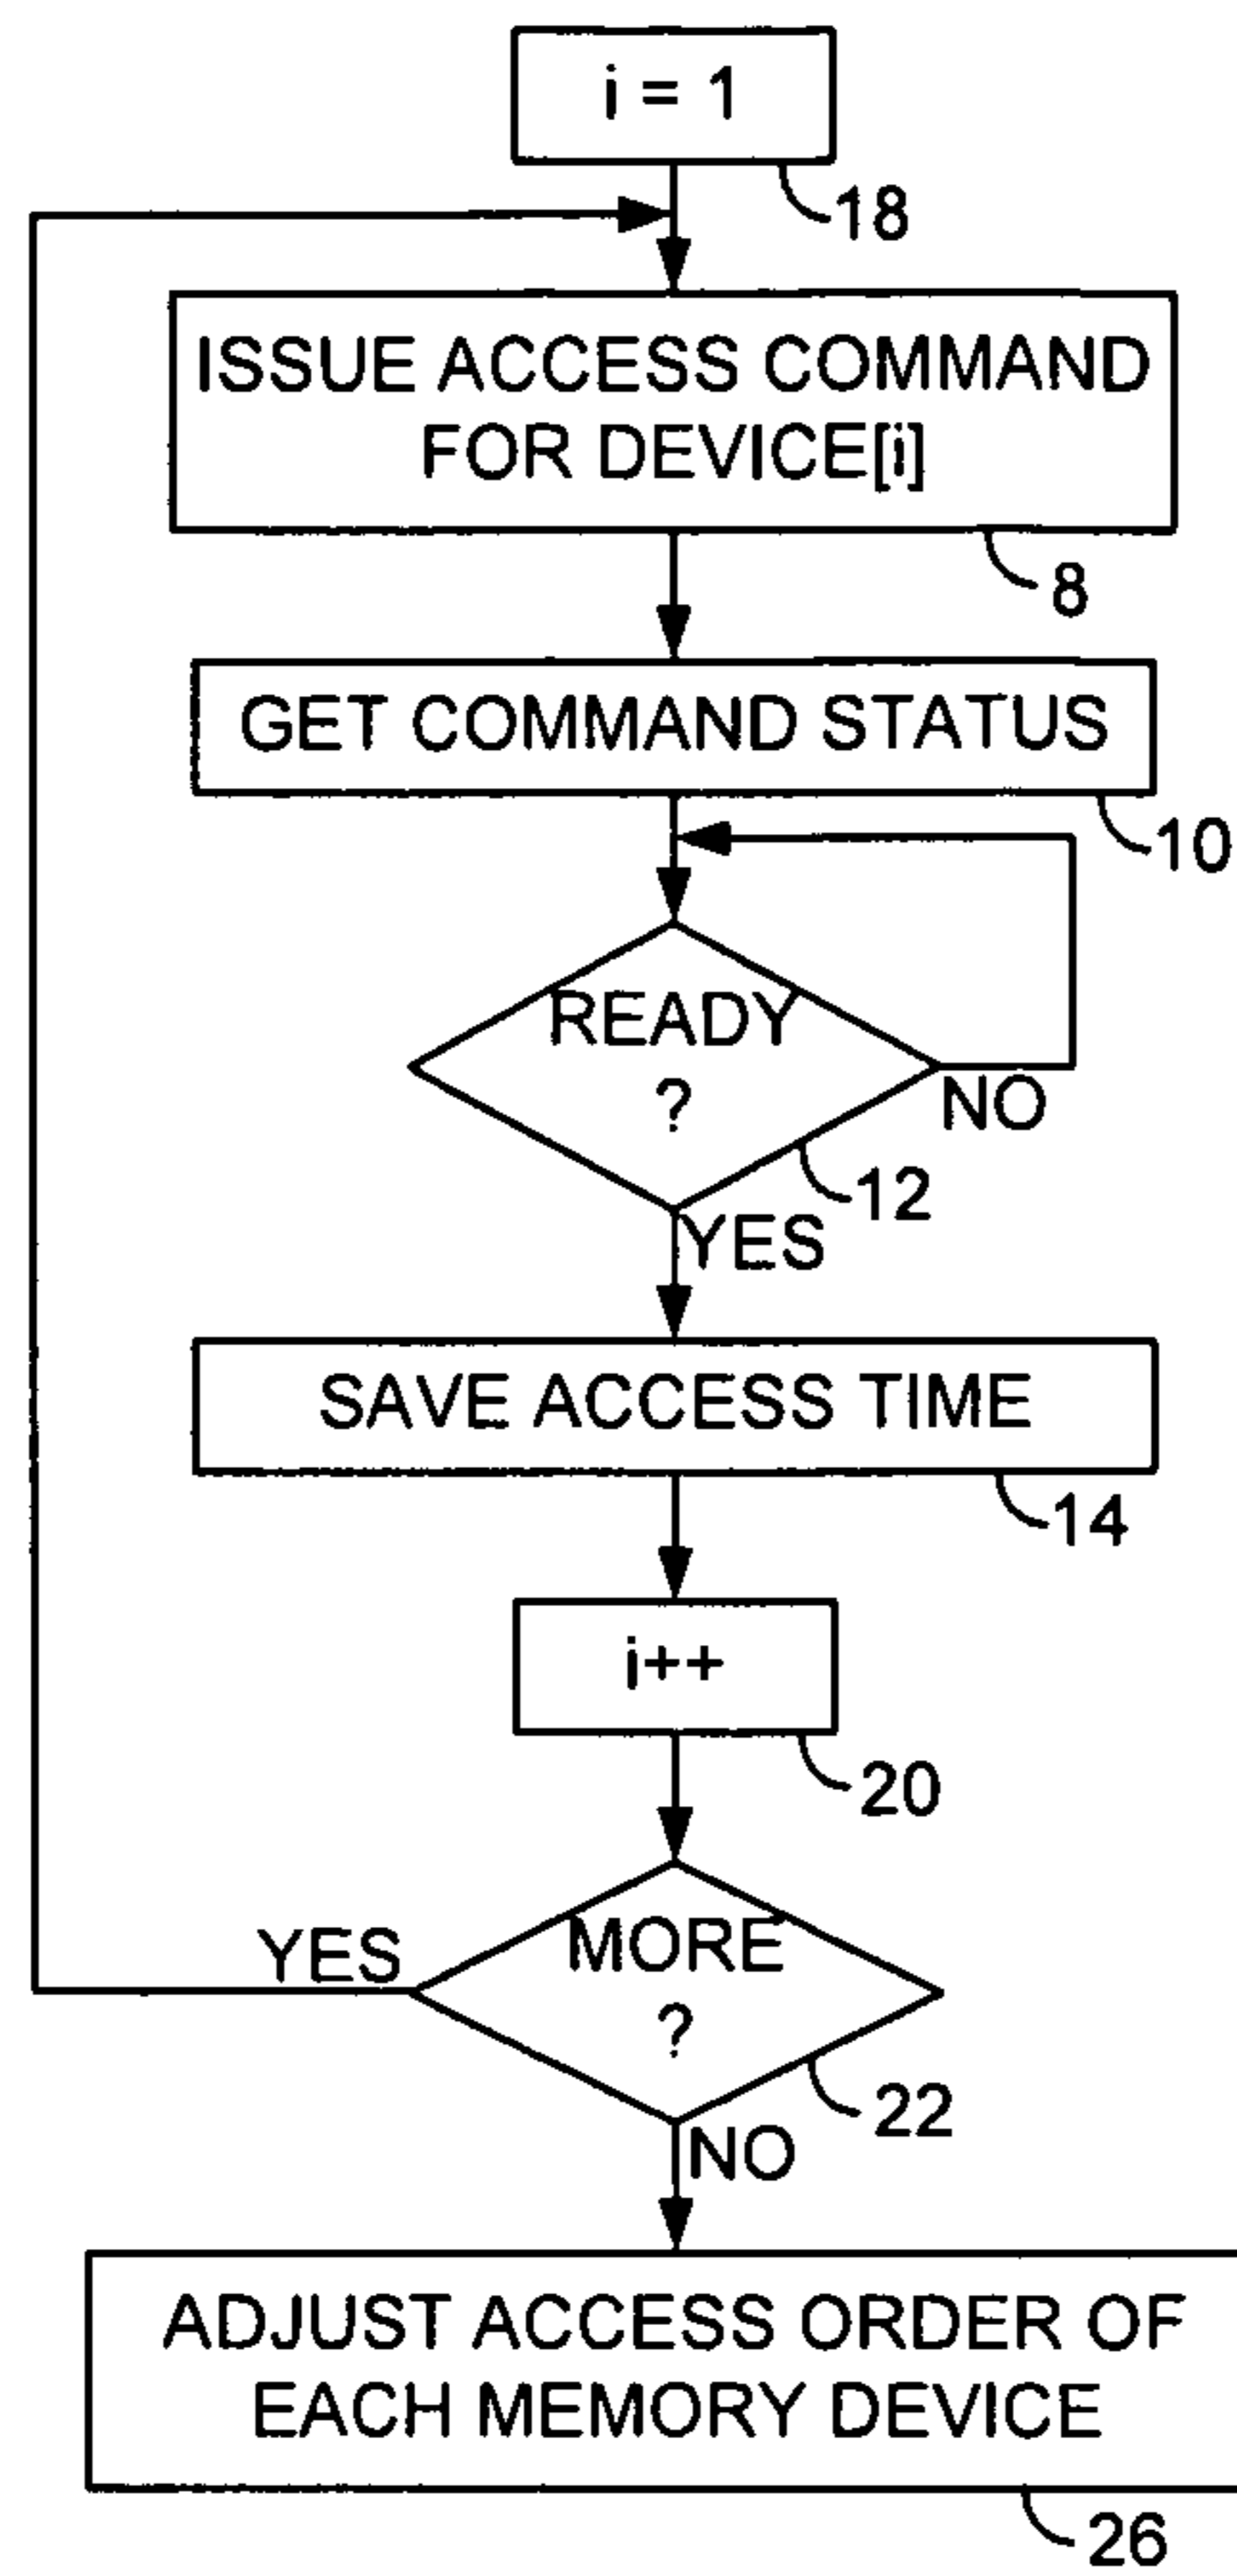 i = 1
18
ISSUE ACCESS COMMAND
FOR DEVICE[i]
8
GET COMMAND STATUS
10
READY
?
NO
12
YES
SAVE ACCESS TIME
14
i++
20
MORE
?
YES
22
NO
ADJUST ACCESS ORDER OF
EACH MEMORY DEVICE
26